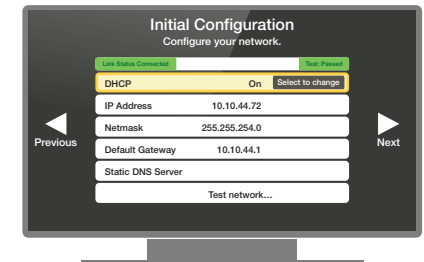 Initial Configuration
Configure your network.
Link Status Connected Test: Passed
DHCP On Select to change
IP Address 10.10.44.72
Netmask 255.255.254.0
Default Gateway 10.10.44.1
Static DNS Server
Test network...
Previous
Next